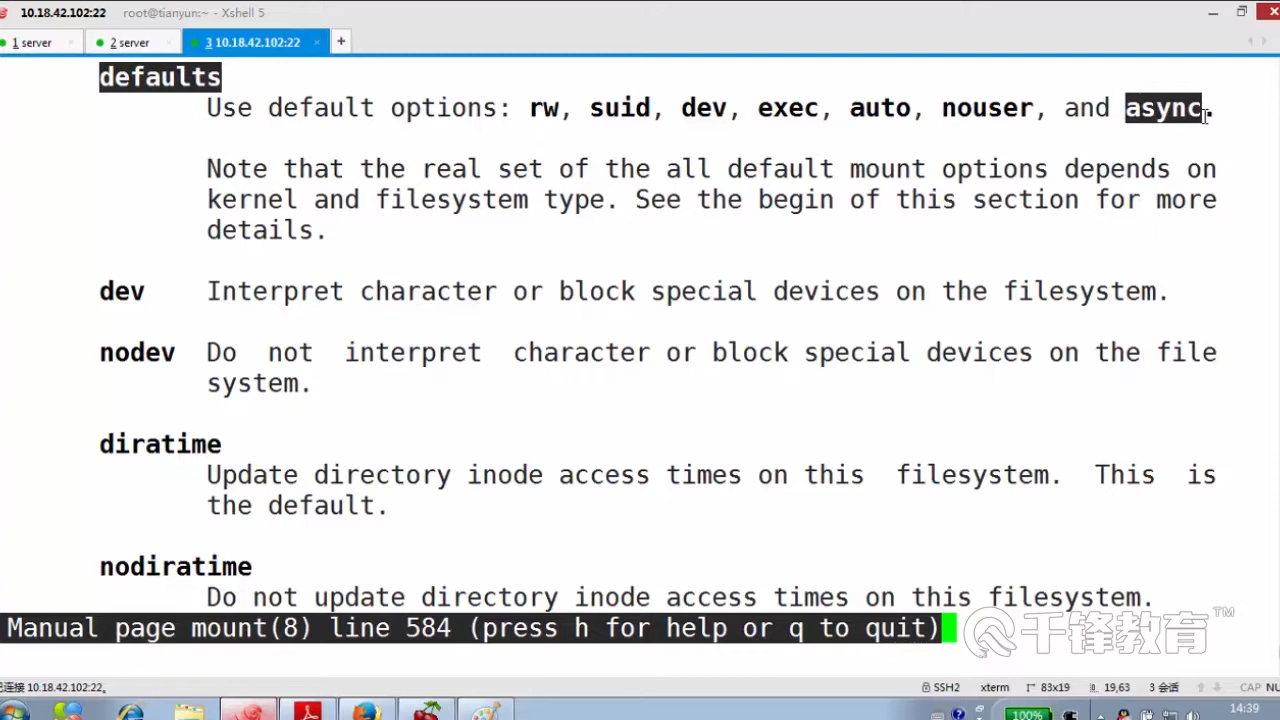 10.18.42.102:22 root@tianyun:~ - Xshell 5
1 server 2 server 3 10.18.42.102:22 × +
defaults
Use default options: rw, suid, dev, exec, auto, nouser, and async.
Note that the real set of the all default mount options depends on
kernel and filesystem type. See the begin of this section for more
details.
dev Interpret character or block special devices on the filesystem.
nodev Do not interpret character or block special devices on the file
system.
diratime
Update directory inode access times on this filesystem. This is
the default.
nodiratime
Do not update directory inode access times on this filesystem.
Manual page mount(8) line 584 (press h for help or q to quit)
千锋教育™
连接 10.18.42.102:22。 SSH2 xterm 83x19 19,63 3 会话 CAP NU
100% 14:39